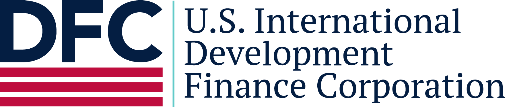 DFC
U.S. International
Development
Finance Corporation